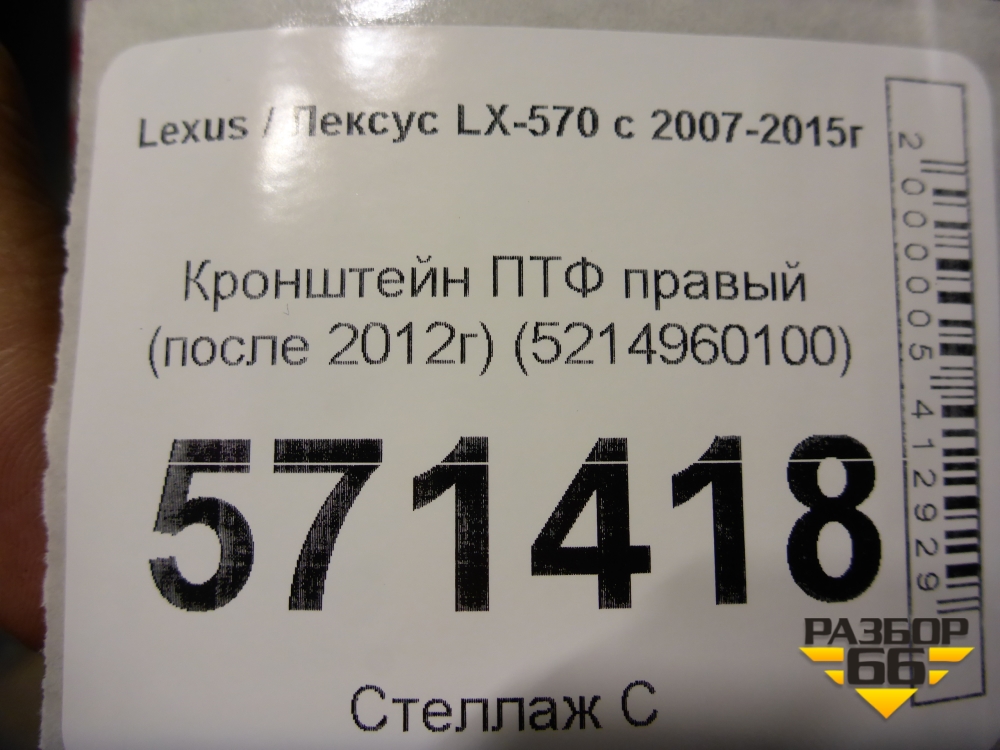 Lexus / Лексус LX-570 с 2007-2015г
Кронштейн ПТФ правый
(после 2012г) (5214960100)
571418
Стеллаж С
2000005412929
РАЗБОР
66